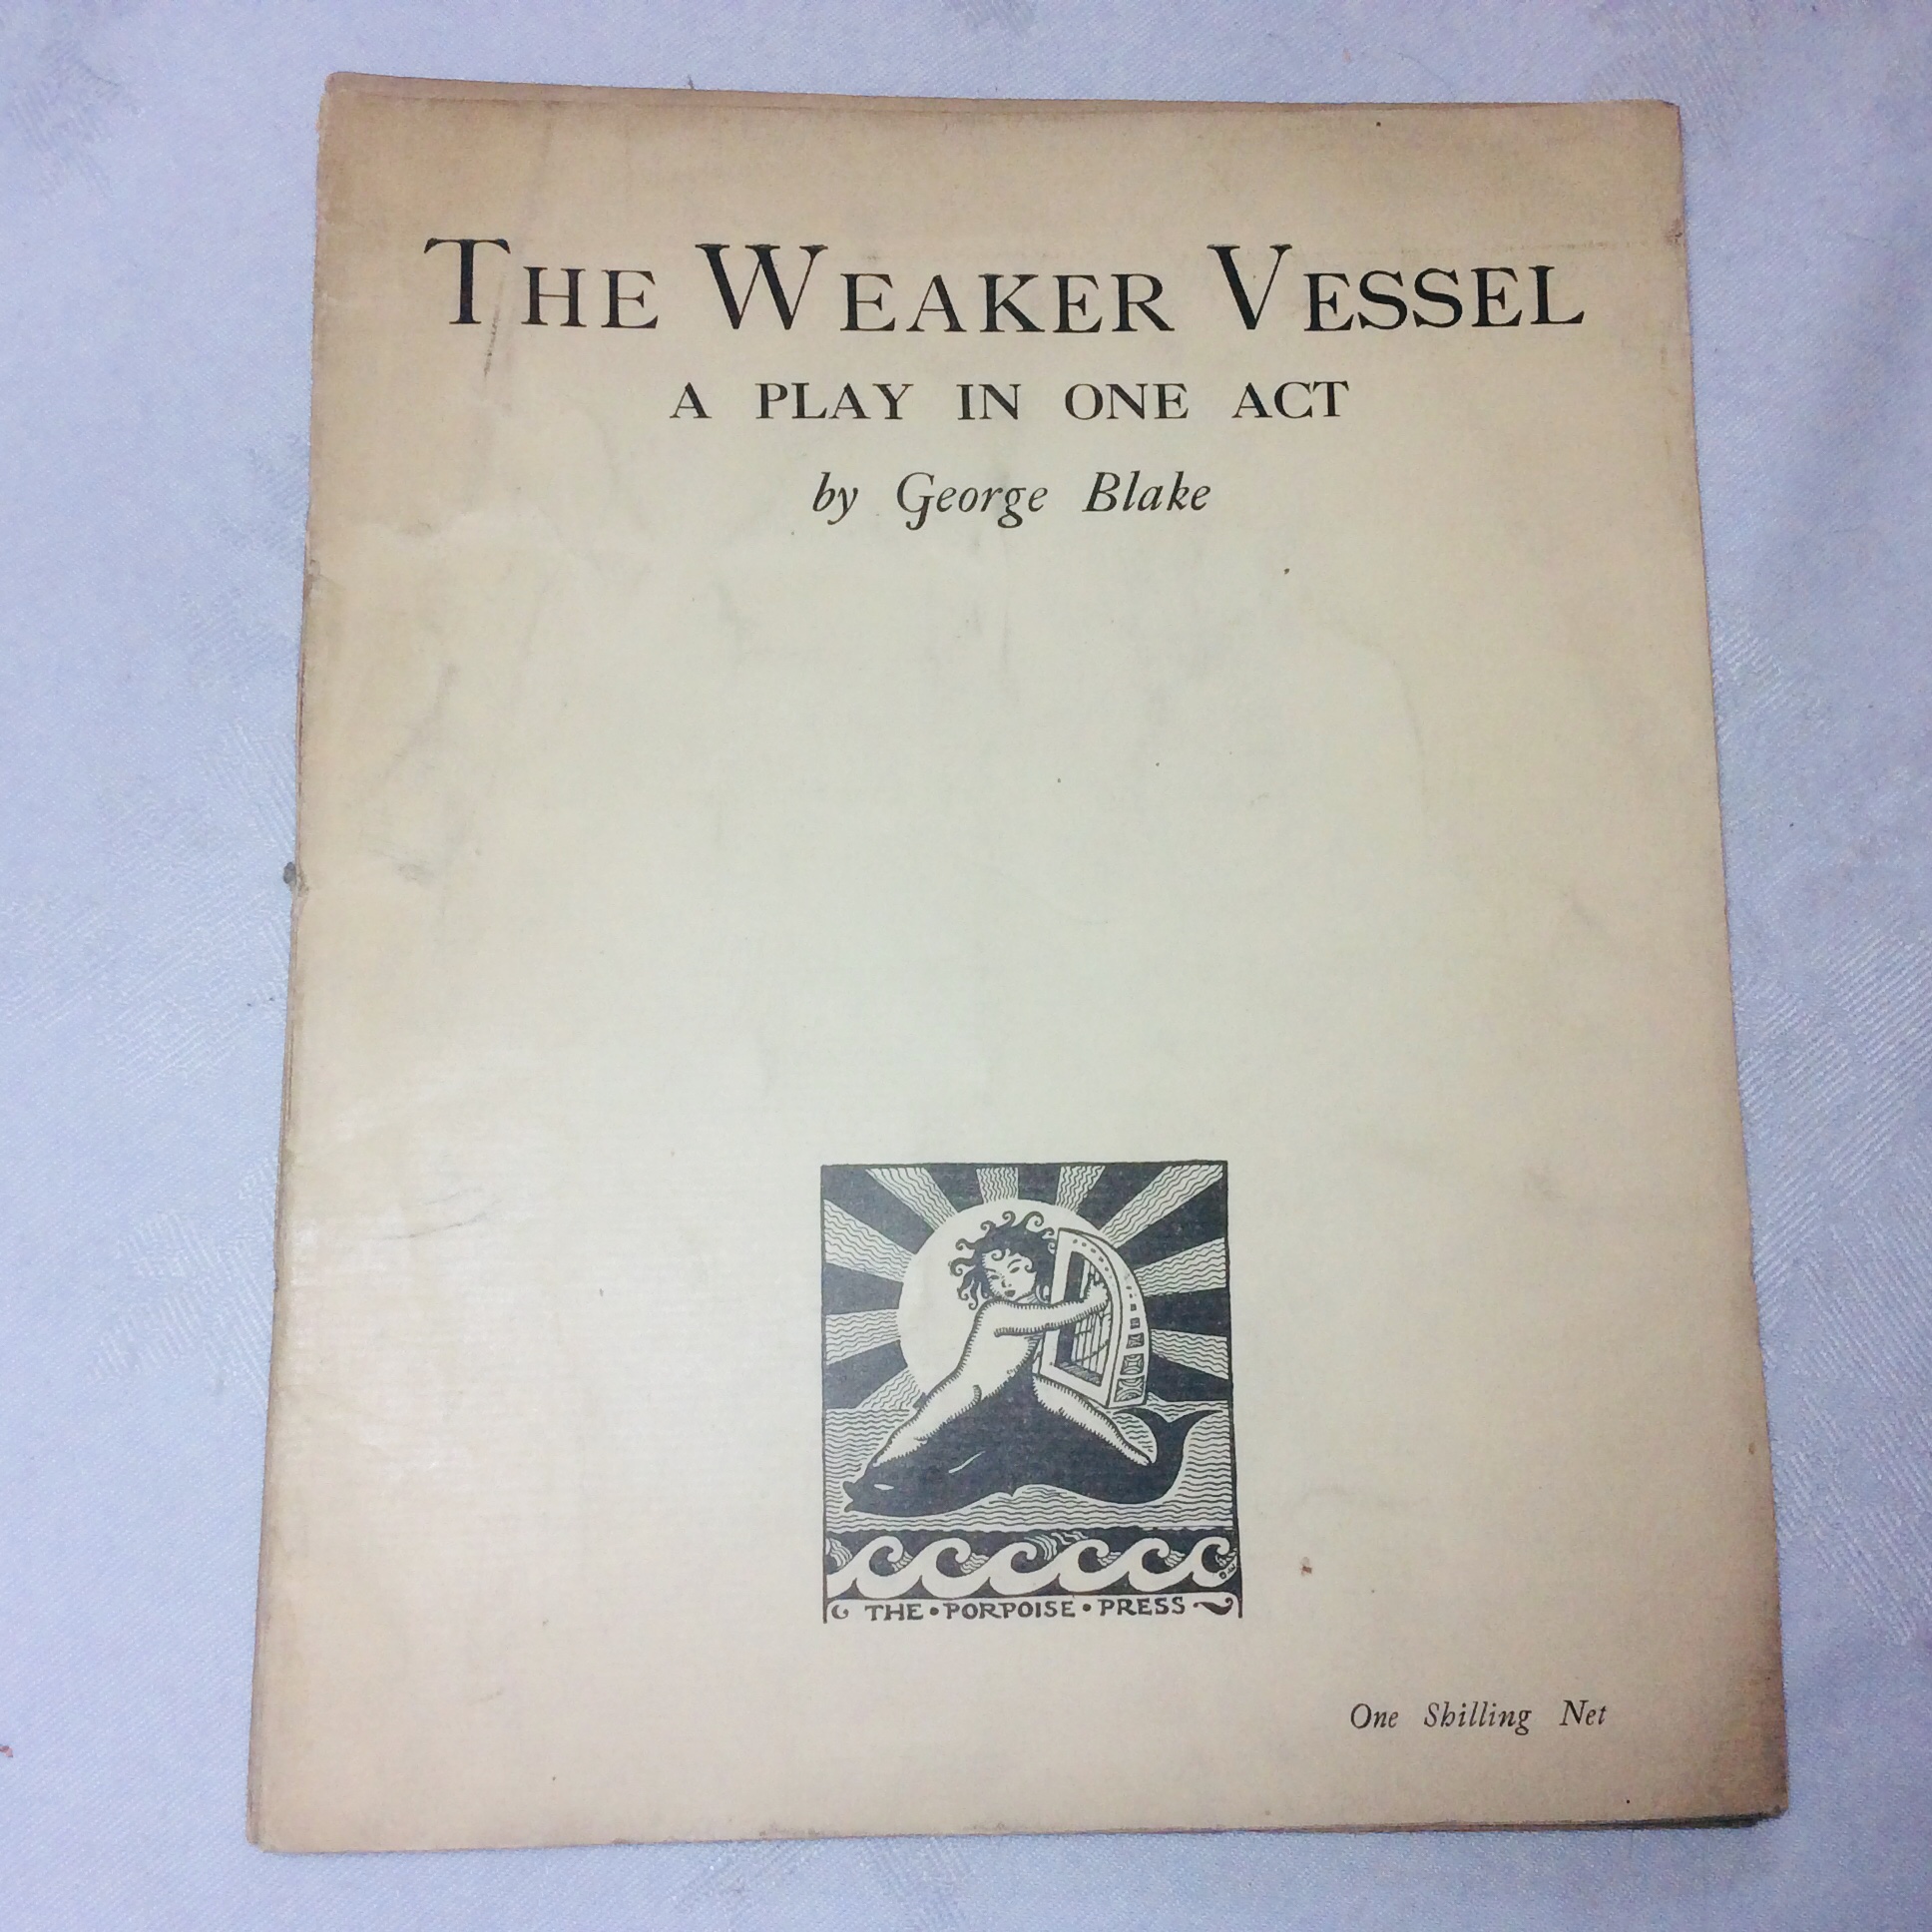 THE WEAKER VESSEL
A PLAY IN ONE ACT
by George Blake
THE • PORPOISE • PRESS
One Shilling Net